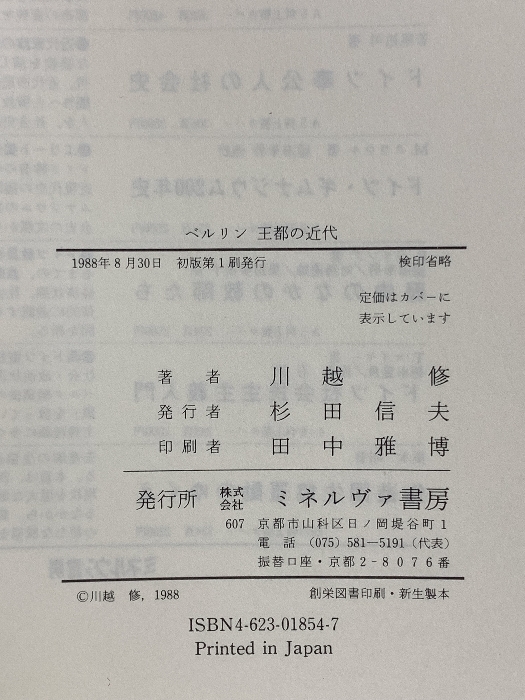 ベルリン 王都の近代
1988年8月30日 初版第1刷発行 検印省略
定価はカバーに
表示しています
著者 川越 修
発行者 杉田信夫
印刷者 田中雅博
発行所 株式会社 ミネルヴァ書房
607 京都市山科区日ノ岡堤谷町1
電話 (075) 581—5191 (代表)
振替口座・京都2-8076番
©川越 修, 1988 創栄図書印刷・新生製本
ISBN4-623-01854-7
Printed in Japan